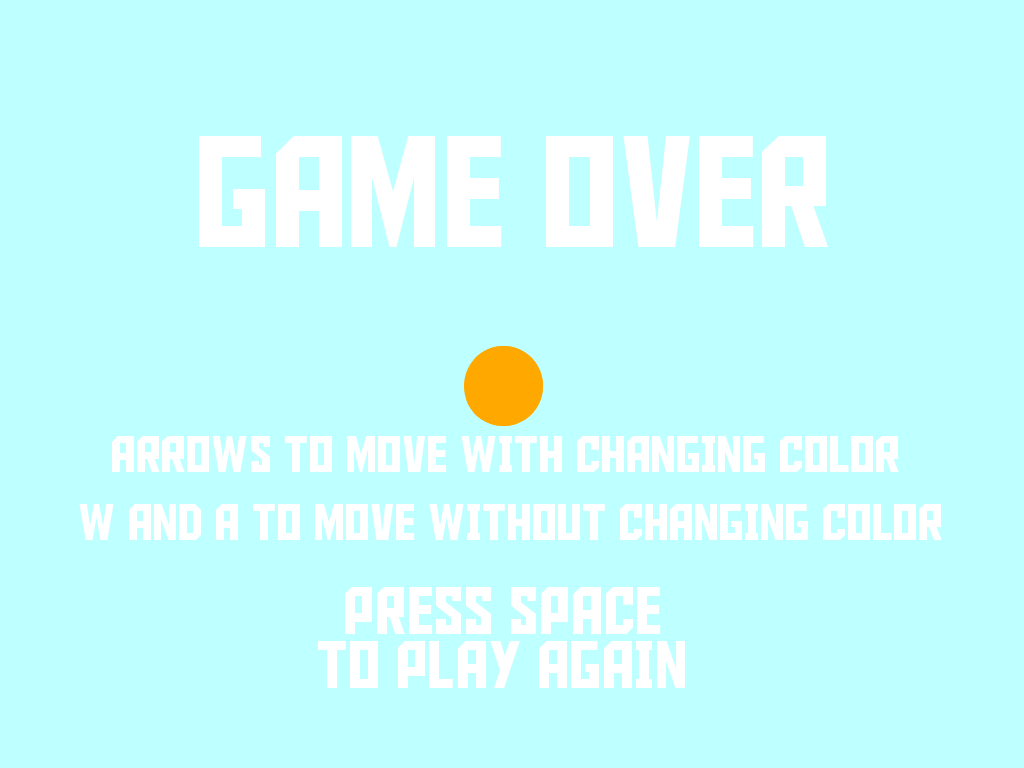 GAME OVER
ARROWS TO MOVE WITH CHANGING COLOR
W AND A TO MOVE WITHOUT CHANGING COLOR
PRESS SPACE
TO PLAY AGAIN